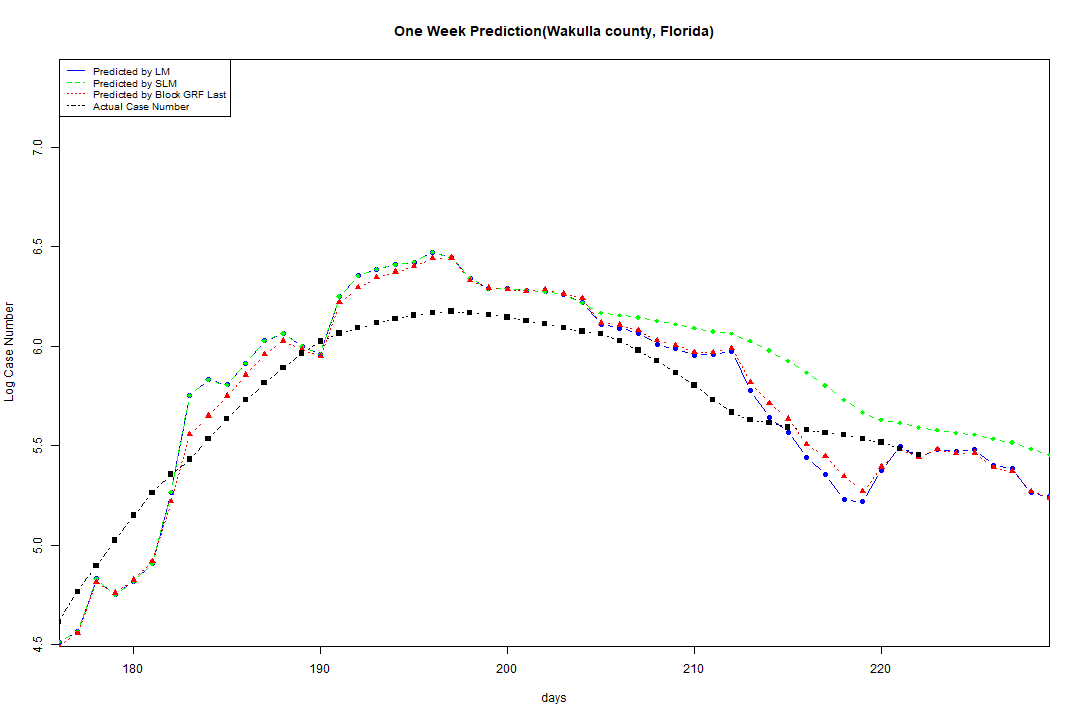 One Week Prediction(Wakulla county, Florida)
Predicted by LM
Predicted by SLM
Predicted by Block GRF Last
Actual Case Number
7.0
6.5
6.0
5.5
5.0
4.5
Log Case Number
180 190 200 210 220
days